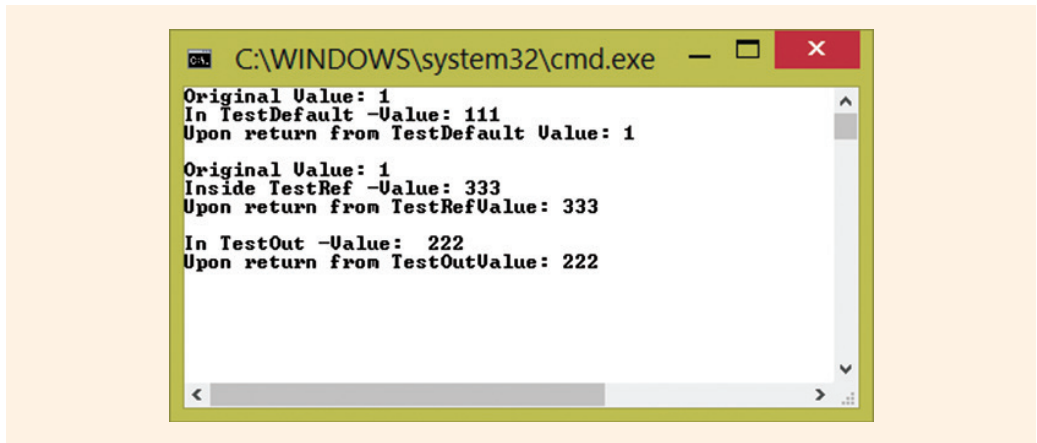 C:\WINDOWS\system32\cmd.exe
Original Value: 1
In TestDefault -Value: 111
Upon return from TestDefault Value: 1
Original Value: 1
Inside TestRef -Value: 333
Upon return from TestRefValue: 333
In TestOut -Value:  222
Upon return from TestOutValue: 222